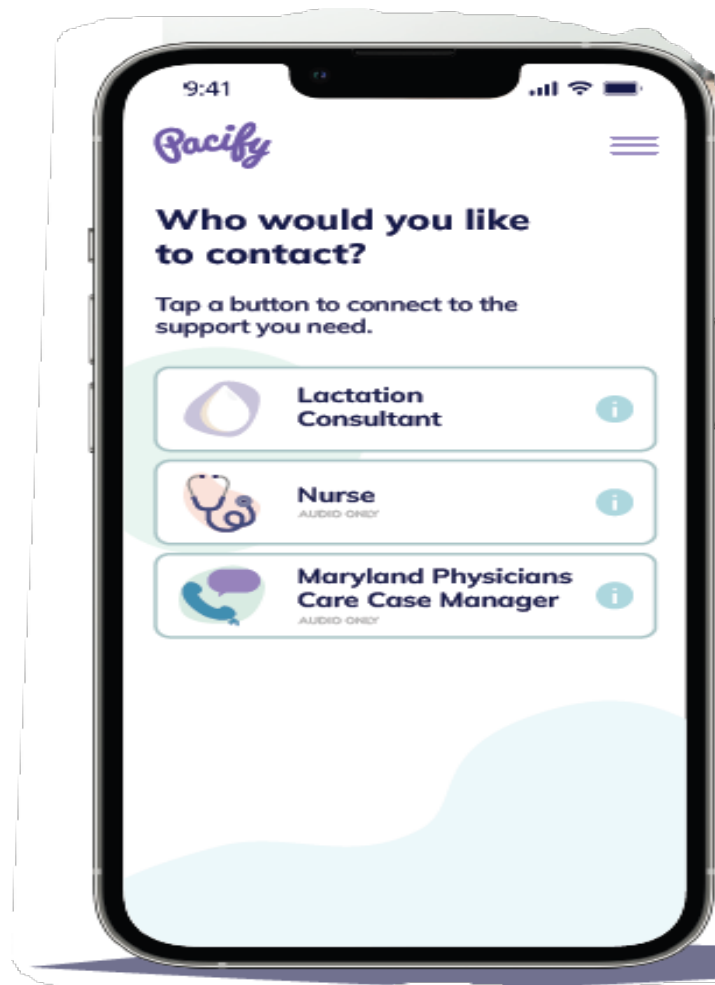 9:41
Pacify
Who would you like
to contact?
Tap a button to connect to the
support you need.
Lactation
Consultant
i
Nurse
AUDIO ONLY
i
Maryland Physicians
Care Case Manager
AUDIO ONLY
i